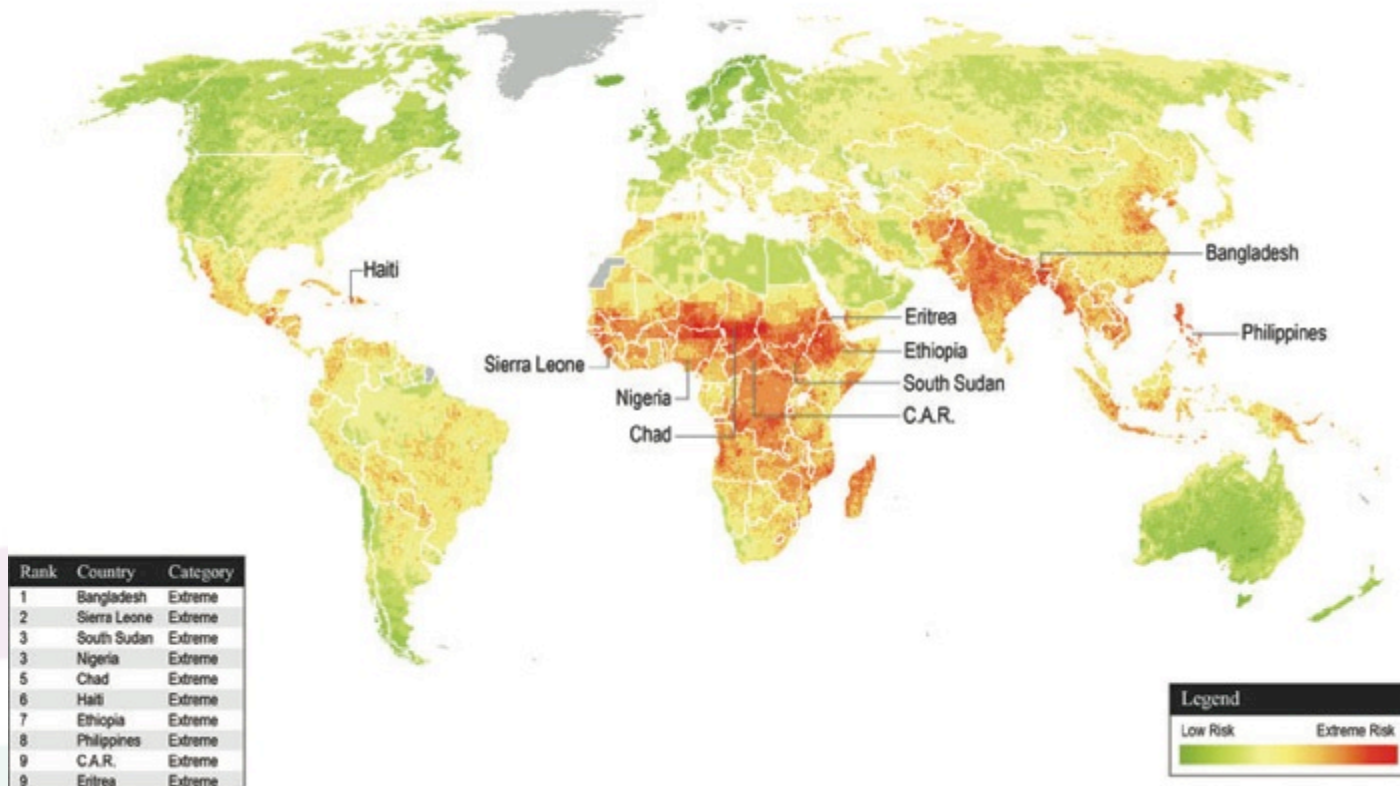 Haiti
Bangladesh
Eritrea
Philippines
Ethiopia
Sierra Leone
South Sudan
Nigeria
C.A.R.
Chad
Rank Country Category
1 Bangladesh Extreme
2 Sierra Leone Extreme
3 South Sudan Extreme
3 Nigeria Extreme
5 Chad Extreme
6 Haiti Extreme
7 Ethiopia Extreme
8 Philippines Extreme
9 C.A.R. Extreme
9 Eritrea Extreme
Legend
Low Risk Extreme Risk